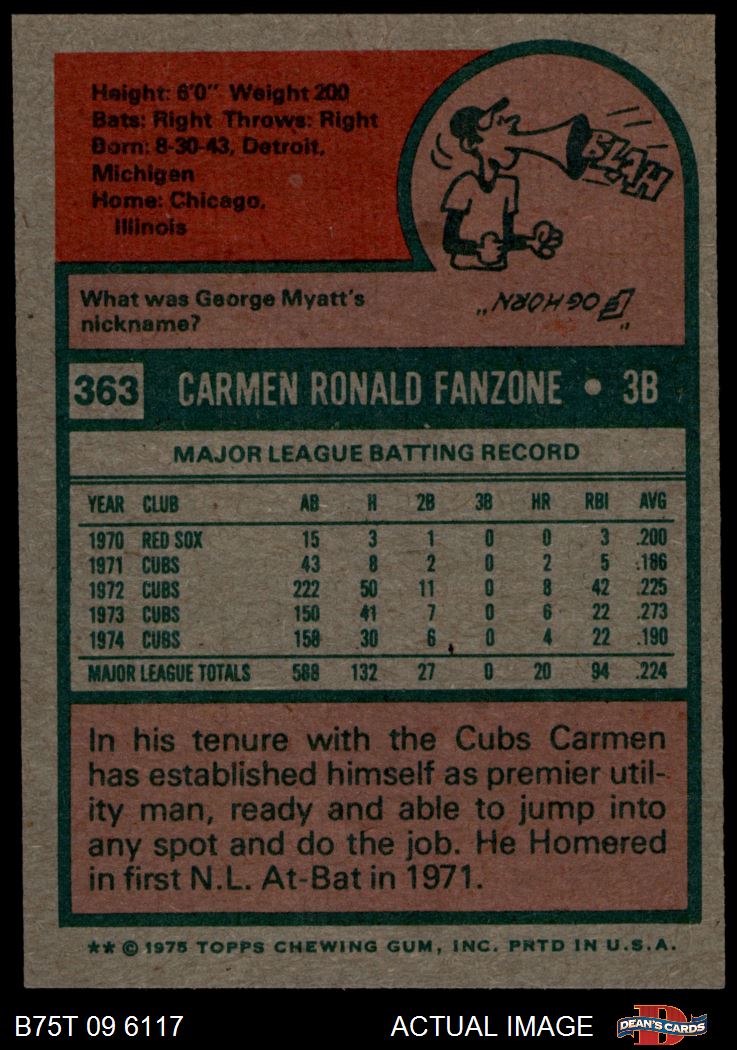 Height: 6'0" Weight 200
Bats: Right Throws: Right
Born: 8-30-43, Detroit,
Michigan
Home: Chicago,
Illinois
BLAH
What was George Myatt's
nickname?
"FOGHORN"
363 CARMEN RONALD FANZONE • 3B
MAJOR LEAGUE BATTING RECORD
YEAR CLUB AB H 2B 3B HR RBI AVG
1970 RED SOX 15 3 1 0 0 3 .200
1971 CUBS 43 8 2 0 2 5 .186
1972 CUBS 222 50 11 0 8 42 .225
1973 CUBS 150 41 7 0 6 22 .273
1974 CUBS 158 30 6 0 4 22 .190
MAJOR LEAGUE TOTALS 588 132 27 0 20 94 .224
In his tenure with the Cubs Carmen
has established himself as premier util-
ity man, ready and able to jump into
any spot and do the job. He Homered
in first N.L. At-Bat in 1971.
** © 1975 TOPPS CHEWING GUM, INC. PRTD IN U.S.A.
B75T 09 6117 ACTUAL IMAGE D DEAN'S CARDS